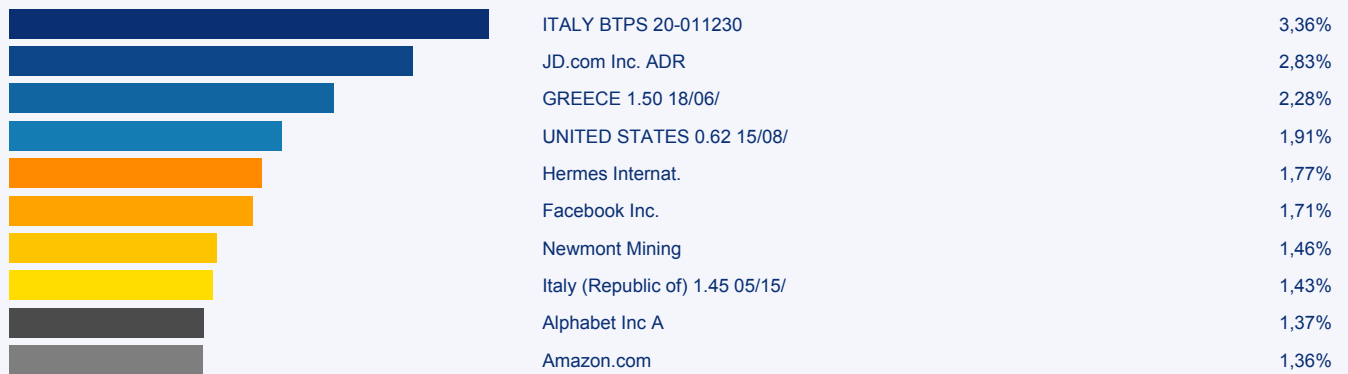 ITALY BTPS 20-011230 3,36%
JD.com Inc. ADR 2,83%
GREECE 1.50 18/06/ 2,28%
UNITED STATES 0.62 15/08/ 1,91%
Hermes Internat. 1,77%
Facebook Inc. 1,71%
Newmont Mining 1,46%
Italy (Republic of) 1.45 05/15/ 1,43%
Alphabet Inc A 1,37%
Amazon.com 1,36%